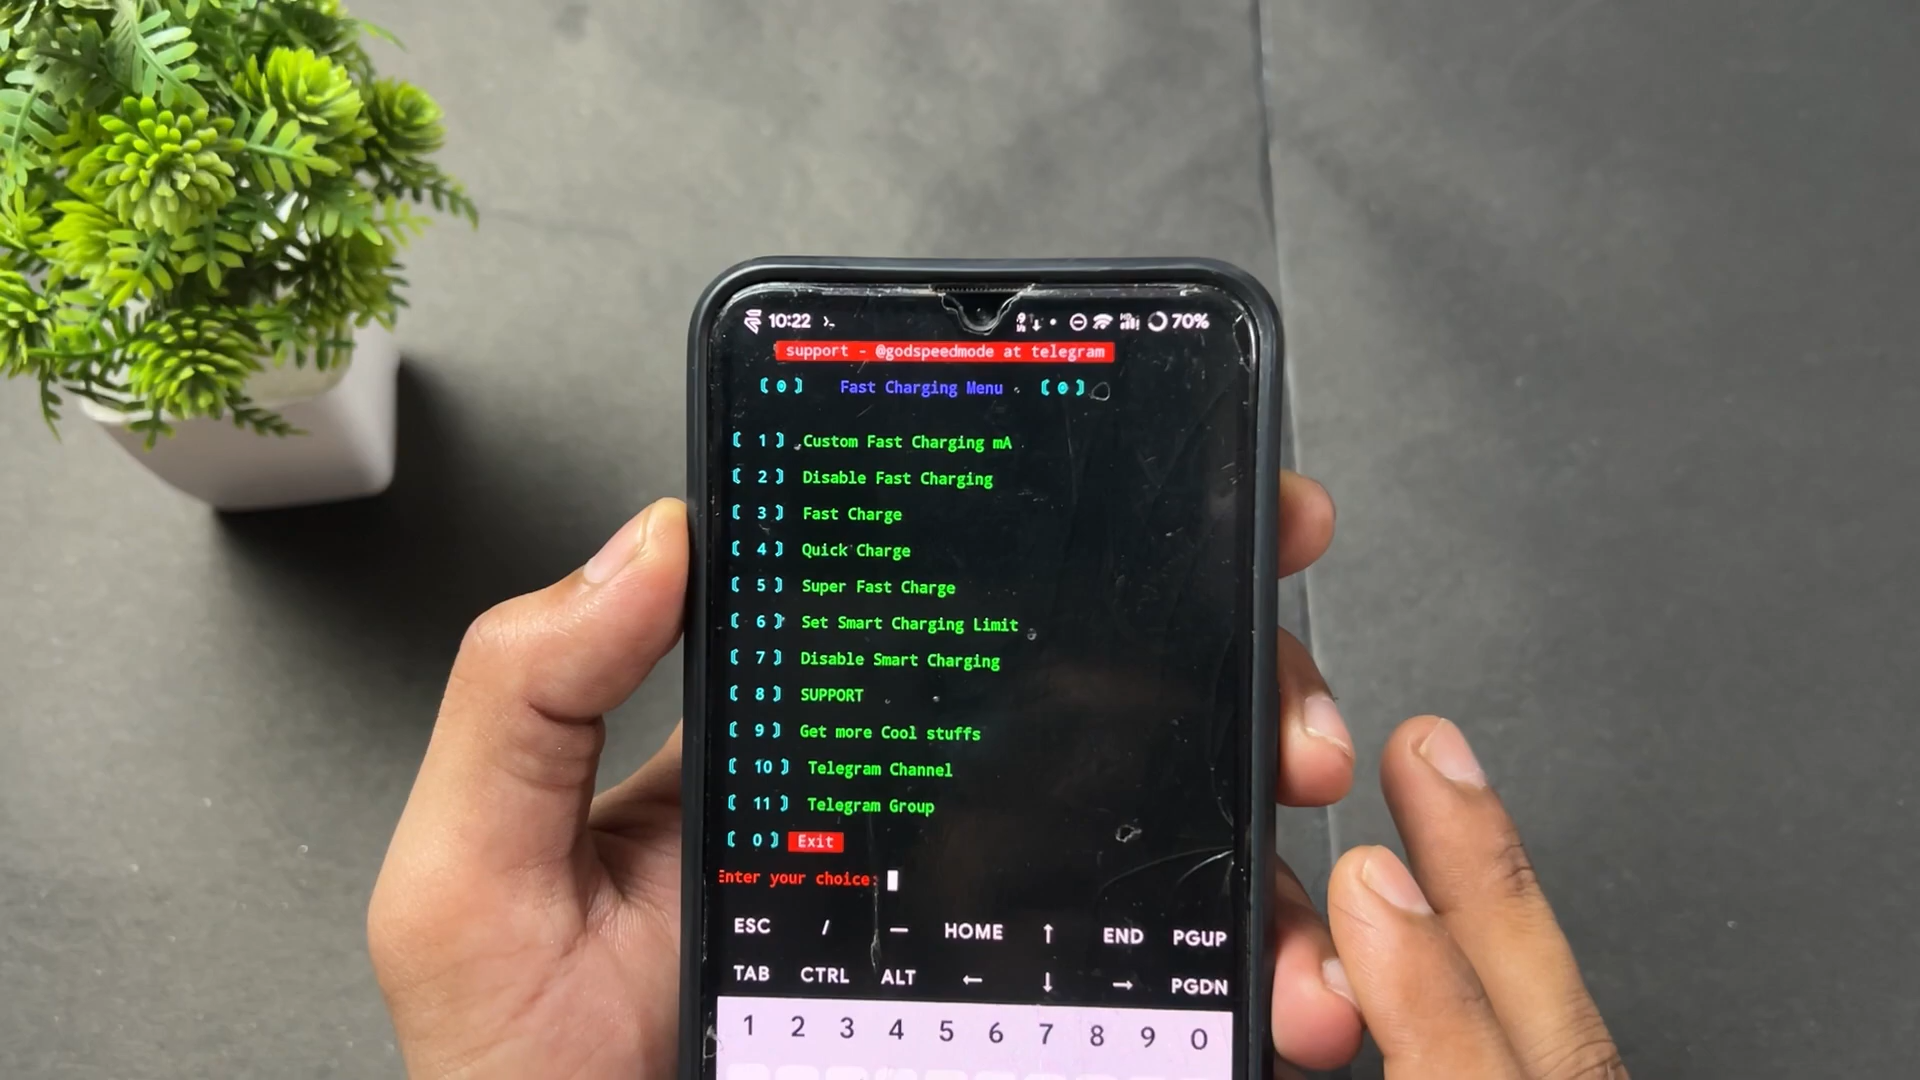 10:22 70%
support - @godspeedmode at telegram
Fast Charging Menu
[ 1 ] Custom Fast Charging mA
[ 2 ] Disable Fast Charging
[ 3 ] Fast Charge
[ 4 ] Quick Charge
[ 5 ] Super Fast Charge
[ 6 ] Set Smart Charging Limit
[ 7 ] Disable Smart Charging
[ 8 ] SUPPORT
[ 9 ] Get more Cool stuffs
[ 10 ] Telegram Channel
[ 11 ] Telegram Group
[ 0 ] Exit
Enter your choice:
ESC / — HOME ↑ END PGUP
TAB CTRL ALT ← ↓ → PGDN
1 2 3 4 5 6 7 8 9 0